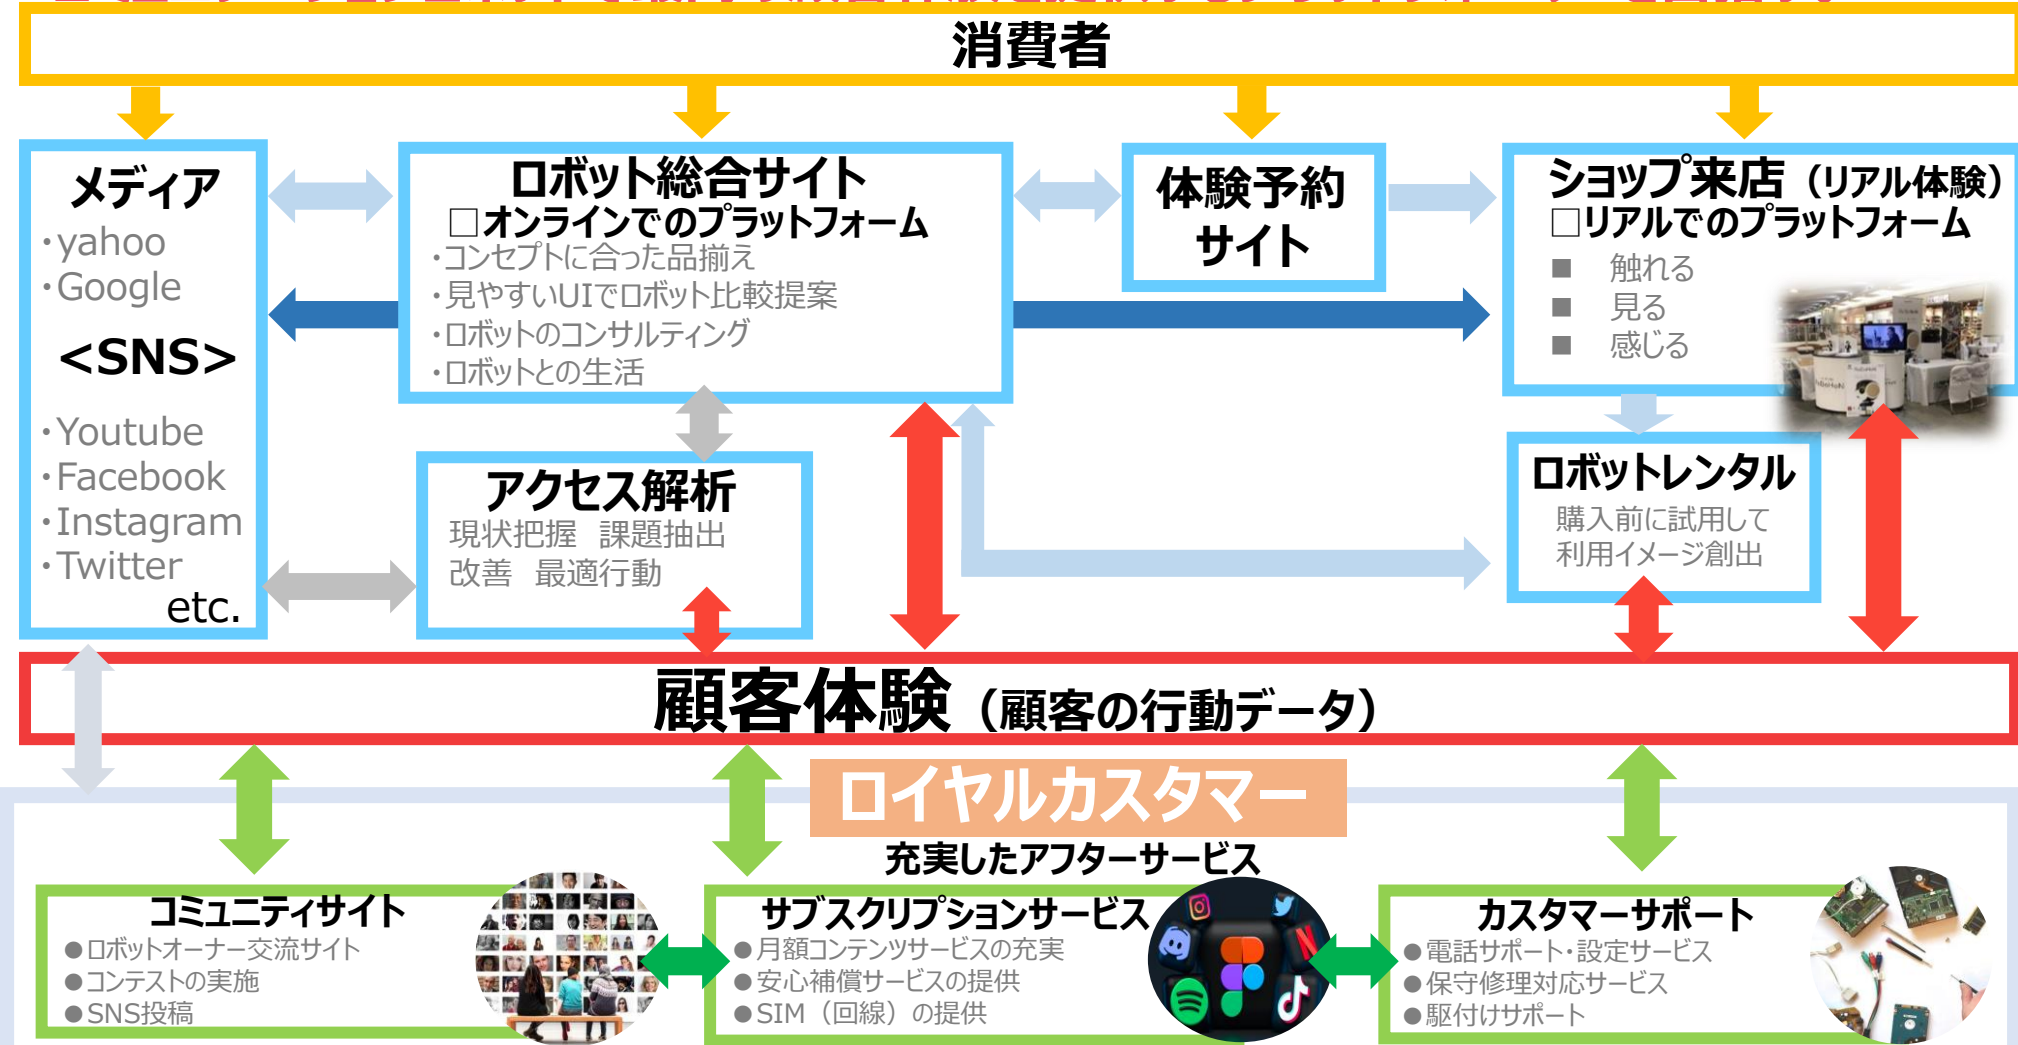 消費者
メディア
・yahoo
・Google
<SNS>
・Youtube
・Facebook
・Instagram
・Twitter
etc.
ロボット総合サイト
□オンラインでのプラットフォーム
・コンセプトに合った品揃え
・見やすいUIでロボット比較提案
・ロボットのコンサルティング
・ロボットとの生活
体験予約
サイト
ショップ来店（リアル体験）
□リアルでのプラットフォーム
■ 触れる
■ 見る
■ 感じる
アクセス解析
現状把握 課題抽出
改善 最適行動
ロボットレンタル
購入前に試用して
利用イメージ創出
顧客体験（顧客の行動データ）
ロイヤルカスタマー
充実したアフターサービス
コミュニティサイト
●ロボットオーナー交流サイト
●コンテストの実施
●SNS投稿
サブスクリプションサービス
●月額コンテンツサービスの充実
●安心補償サービスの提供
●SIM（回線）の提供
カスタマーサポート
●電話サポート・設定サービス
●保守修理対応サービス
●駆付けサポート